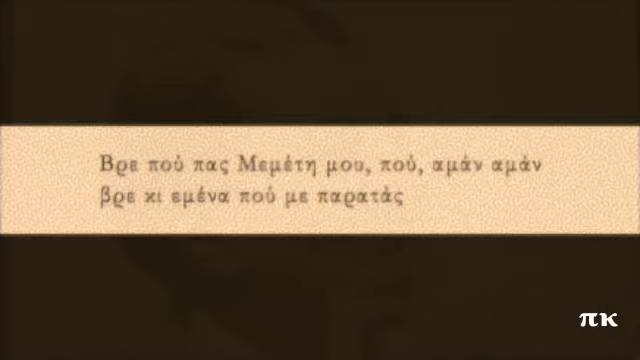 Βρε πού πας Μεμέτη μου, πού, αμάν αμάν
βρε κι εμένα πού με παρατάς
πκ